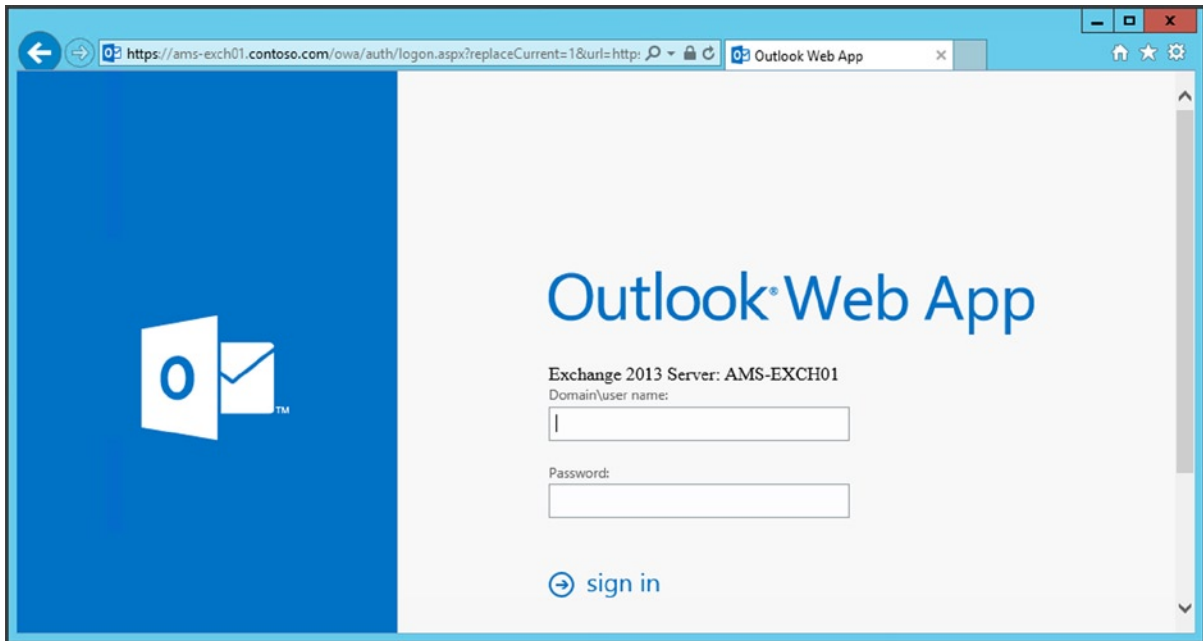 x
https://ams-exch01.contoso.com/owa/auth/logon.aspx?replaceCurrent=1&url=http:
Outlook Web App
Outlook® Web App
Exchange 2013 Server: AMS-EXCH01
Domain\user name:
Password:
sign in
O
TM